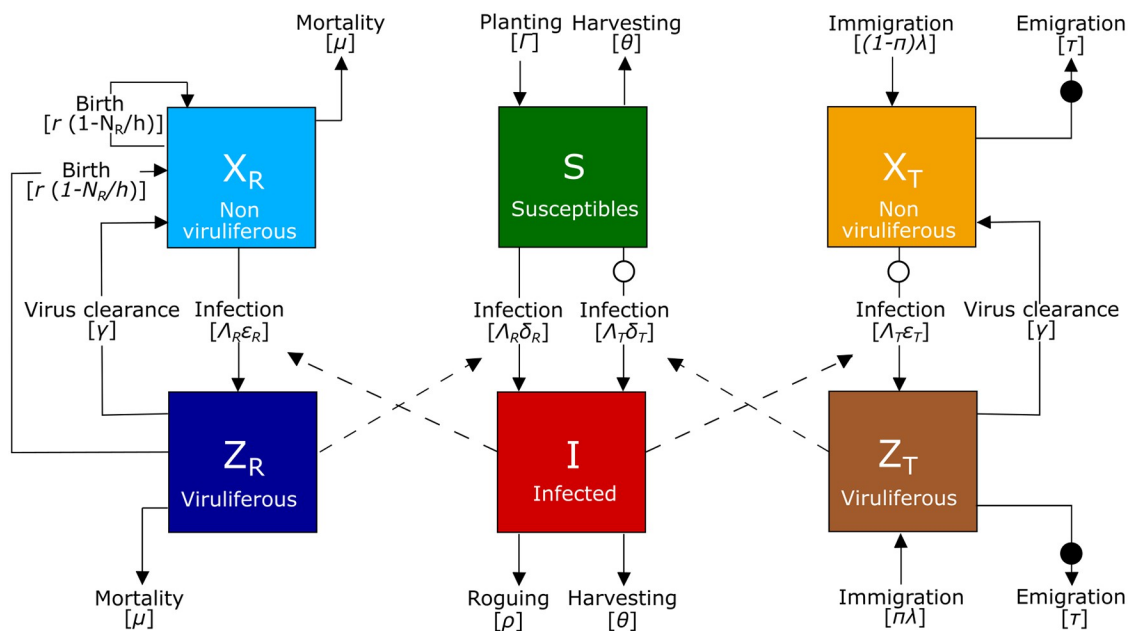 Mortality
[μ]
Planting
[Γ]
Harvesting
[θ]
Immigration
[(1-π)λ]
Emigration
[τ]
Birth
[r (1-N_R/h)]
Birth
[r (1-N_R/h)]
X_R
Non
viruliferous
S
Susceptibles
X_T
Non
viruliferous
Virus clearance
[γ]
Infection
[Λ_Rε_R]
Infection
[Λ_Rδ_R]
Infection
[Λ_Tδ_T]
Infection
[Λ_Tε_T]
Virus clearance
[γ]
Z_R
Viruliferous
I
Infected
Z_T
Viruliferous
Mortality
[μ]
Roguing
[ρ]
Harvesting
[θ]
Immigration
[πλ]
Emigration
[τ]